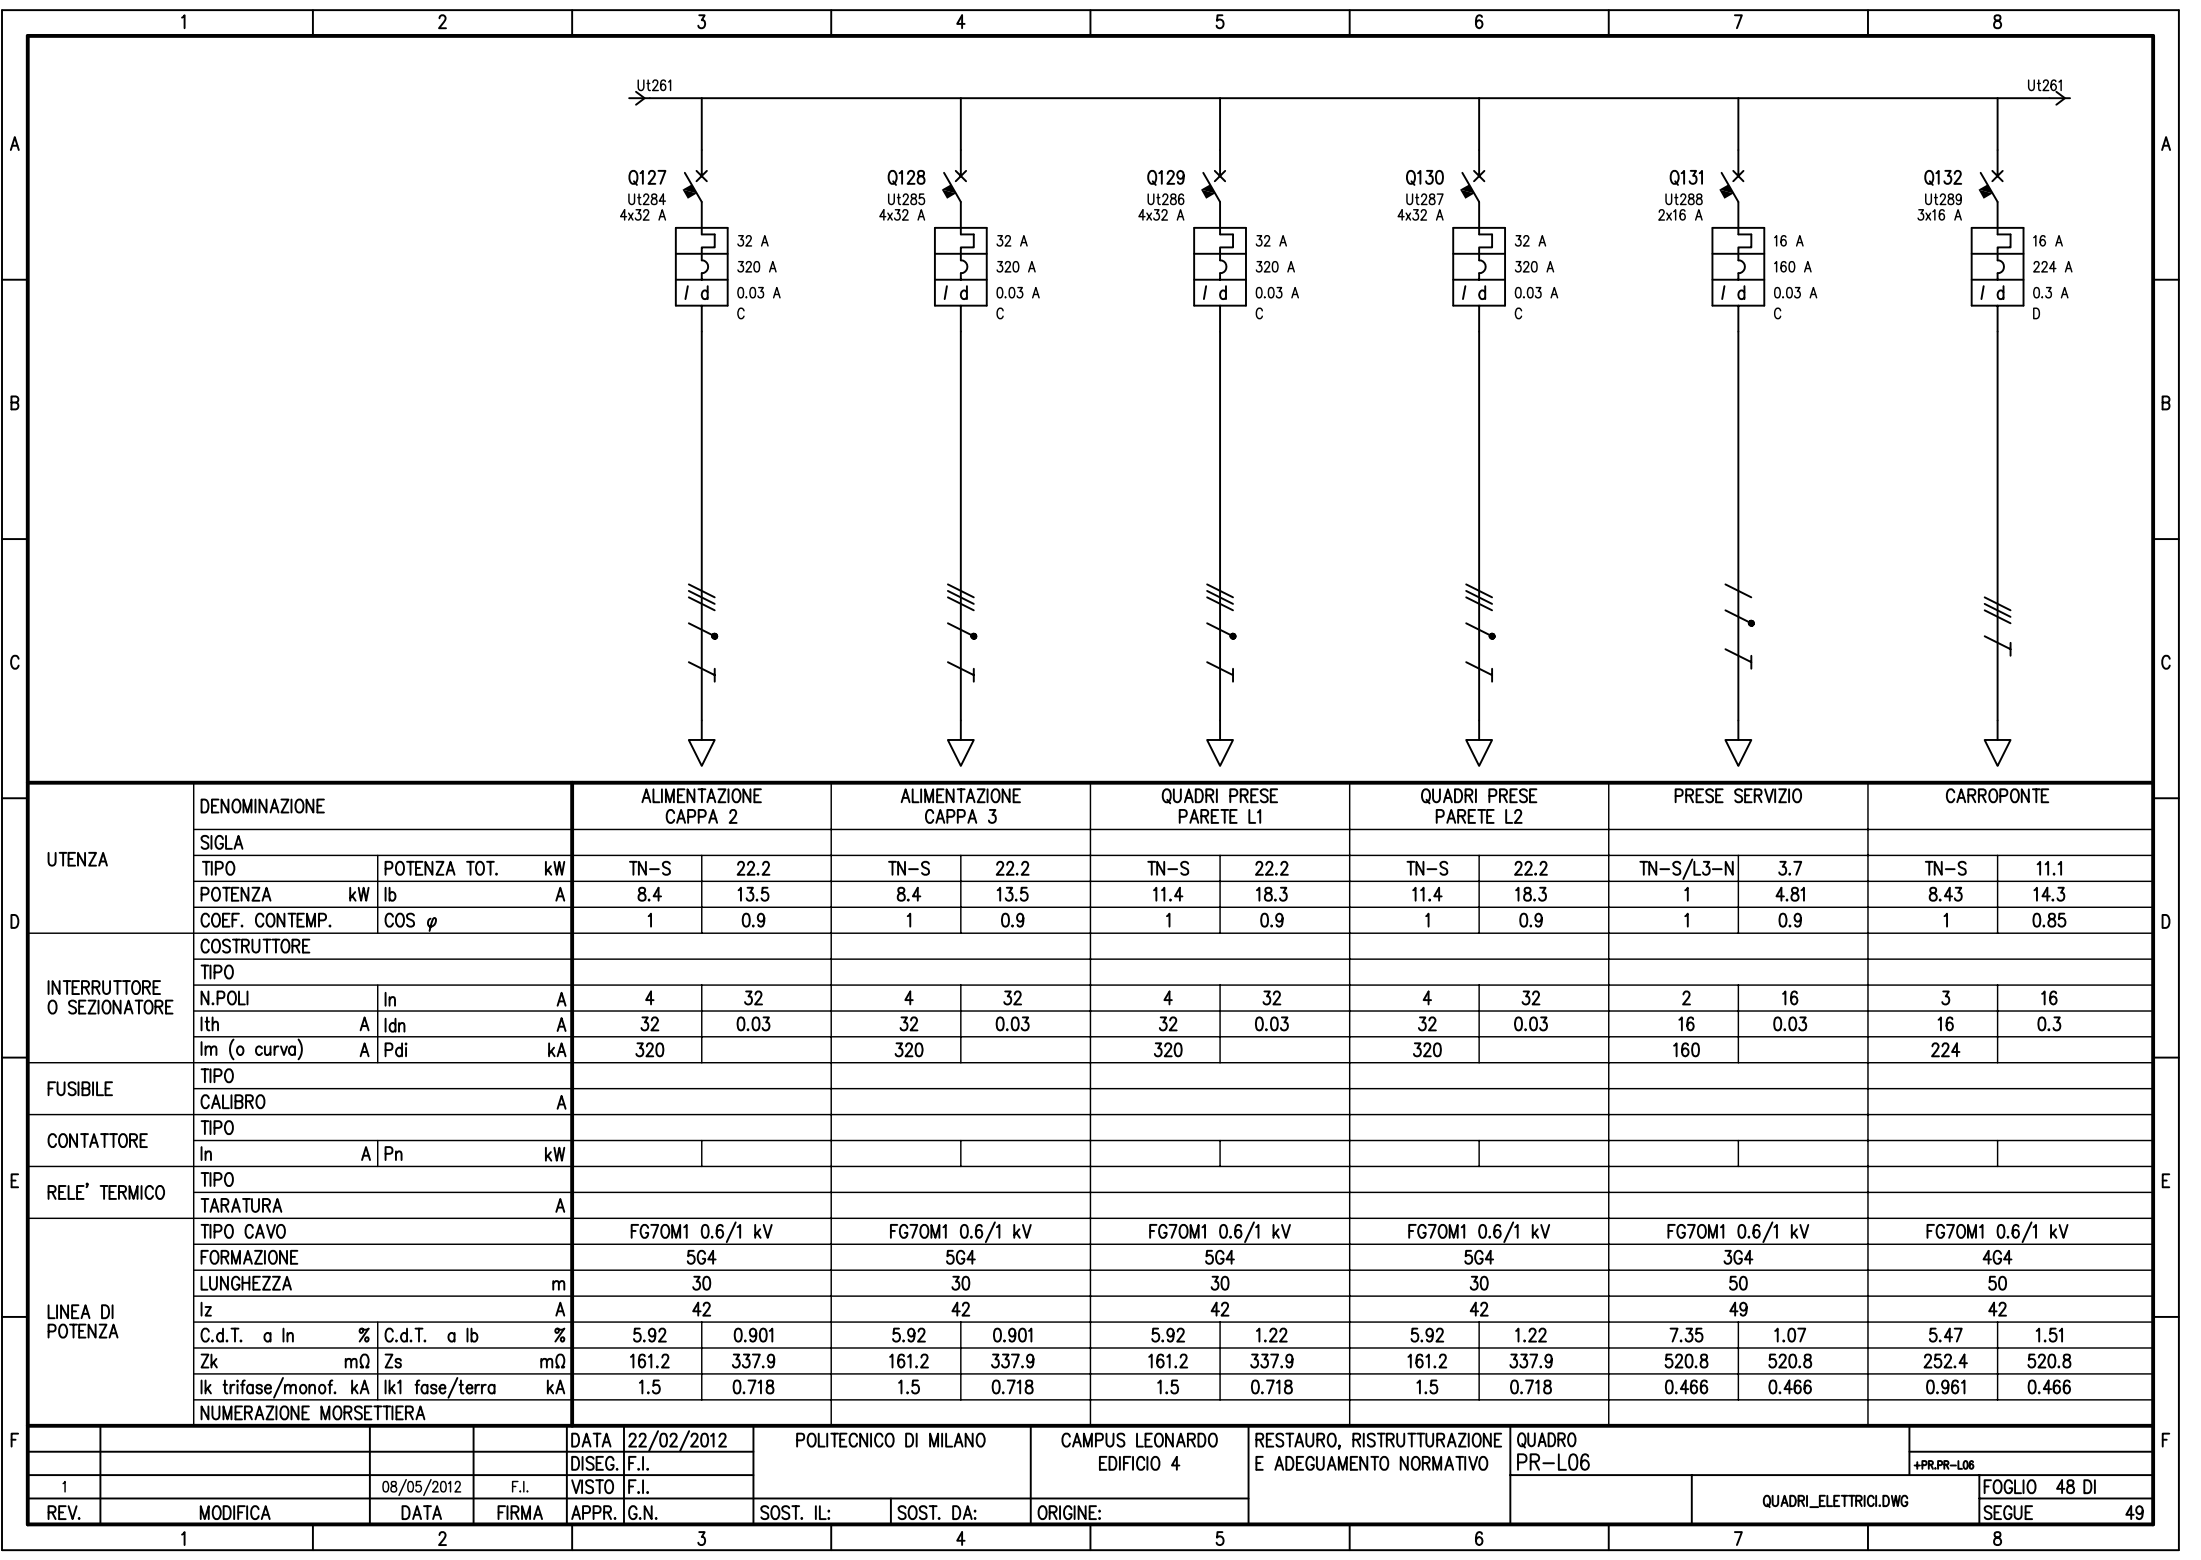 1 2 3 4 5 6 7 8
Ut261 Ut261
A A
Q127 Q128 Q129 Q130 Q131 Q132
Ut284 Ut285 Ut286 Ut287 Ut288 Ut289
4x32 A 4x32 A 4x32 A 4x32 A 2x16 A 3x16 A
32 A 32 A 32 A 32 A 16 A 16 A
320 A 320 A 320 A 320 A 160 A 224 A
I d 0.03 A I d 0.03 A I d 0.03 A I d 0.03 A I d 0.03 A I d 0.3 A
C C C C C D
B B
C C
UTENZA
DENOMINAZIONE ALIMENTAZIONE CAPPA 2 ALIMENTAZIONE CAPPA 3 QUADRI PRESE PARETE L1 QUADRI PRESE PARETE L2 PRESE SERVIZIO CARROPONTE
SIGLA
TIPO POTENZA TOT. kW TN-S 22.2 TN-S 22.2 TN-S 22.2 TN-S 22.2 TN-S/L3-N 3.7 TN-S 11.1
POTENZA kW Ib A 8.4 13.5 8.4 13.5 11.4 18.3 11.4 18.3 1 4.81 8.43 14.3
D COEF. CONTEMP. COS φ 1 0.9 1 0.9 1 0.9 1 0.9 1 0.9 1 0.85 D
INTERRUTTORE
O SEZIONATORE
COSTRUTTORE
TIPO
N.POLI In A 4 32 4 32 4 32 4 32 2 16 3 16
Ith A Idn A 32 0.03 32 0.03 32 0.03 32 0.03 16 0.03 16 0.3
Im (o curva) A Pdi kA 320 320 320 320 160 224
FUSIBILE
TIPO
CALIBRO A
CONTATTORE
TIPO
In A Pn kW
E E
RELE' TERMICO
TIPO
TARATURA A
LINEA DI
POTENZA
TIPO CAVO FG7OM1 0.6/1 kV FG7OM1 0.6/1 kV FG7OM1 0.6/1 kV FG7OM1 0.6/1 kV FG7OM1 0.6/1 kV FG7OM1 0.6/1 kV
FORMAZIONE 5G4 5G4 5G4 5G4 3G4 4G4
LUNGHEZZA m 30 30 30 30 50 50
Iz A 42 42 42 42 49 42
C.d.T. a In % C.d.T. a Ib % 5.92 0.901 5.92 0.901 5.92 1.22 5.92 1.22 7.35 1.07 5.47 1.51
Zk mΩ Zs mΩ 161.2 337.9 161.2 337.9 161.2 337.9 161.2 337.9 520.8 520.8 252.4 520.8
Ik trifase/monof. kA Ik1 fase/terra kA 1.5 0.718 1.5 0.718 1.5 0.718 1.5 0.718 0.466 0.466 0.961 0.466
NUMERAZIONE MORSETTIERA
F F
DATA 22/02/2012 POLITECNICO DI MILANO CAMPUS LEONARDO RESTAURO, RISTRUTTURAZIONE QUADRO
DISEG. F.I. EDIFICIO 4 E ADEGUAMENTO NORMATIVO PR-L06 +PR.PR-L06
1 08/05/2012 F.I. VISTO F.I. QUADRI_ELETTRICI.DWG FOGLIO 48 DI
REV. MODIFICA DATA FIRMA APPR. G.N. SOST. IL: SOST. DA: ORIGINE: SEGUE 49
1 2 3 4 5 6 7 8